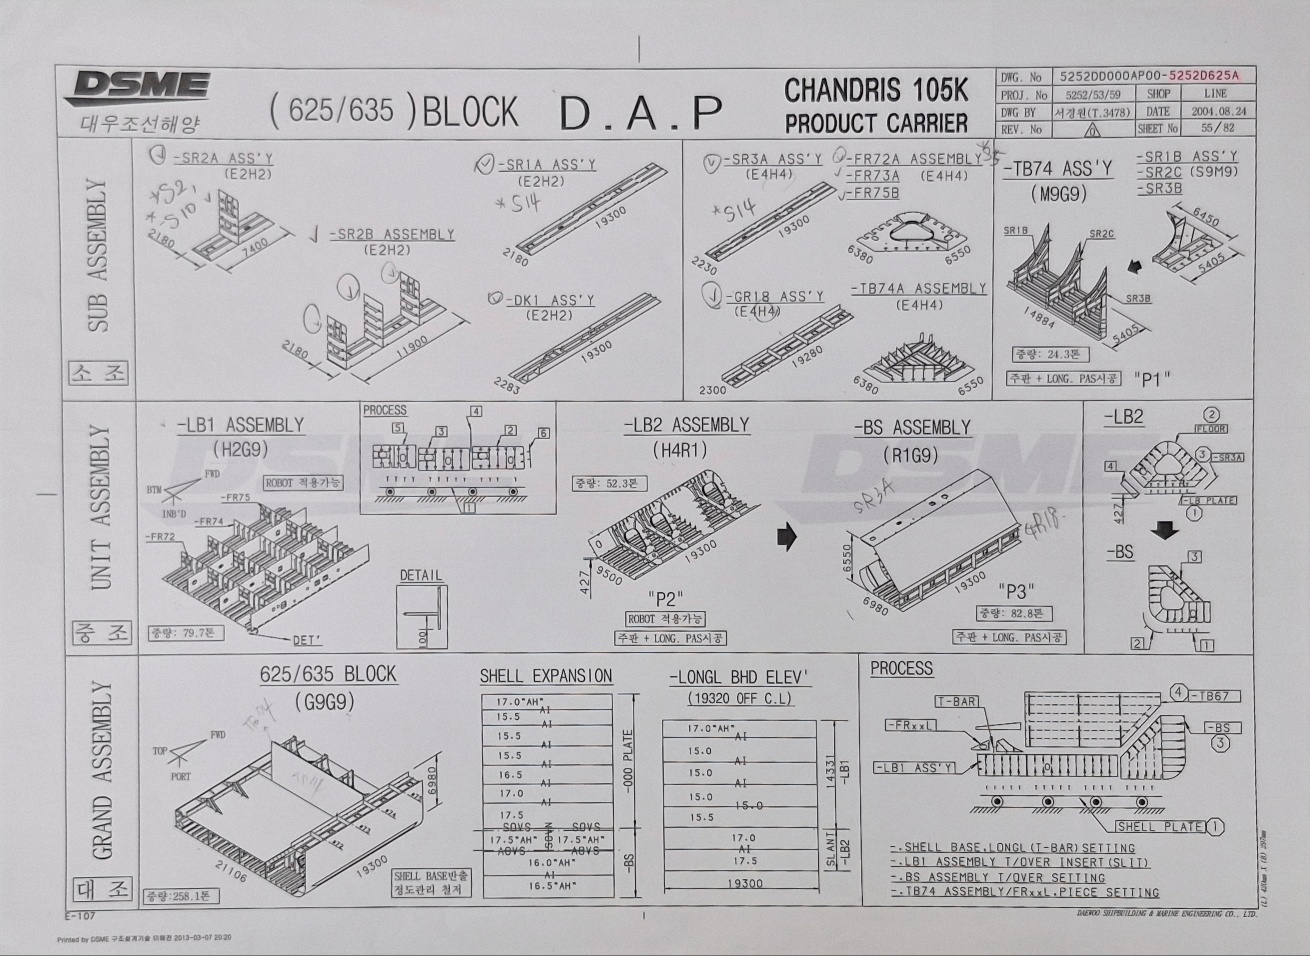 DSME
대우조선해양
(625/635)BLOCK D.A.P
CHANDRIS 105K
PRODUCT CARRIER
DWG. No 5252DD000AP00-5252D625A
PROJ. No 5252/53/59 SHOP LINE
DWG BY 서경원(T.3478) DATE 2004.08.24
REV. No 0 SHEET No 55/82
SUB ASSEMBLY
소 조
-SR2A ASS'Y
(E2H2)
*S2,
*-S10
2180
7400
-SR2B ASSEMBLY
(E2H2)
2180
11900
-SR1A ASS'Y
(E2H2)
*S14
2180
19300
-DK1 ASS'Y
(E2H2)
2283
19300
-SR3A ASS'Y
(E4H4)
*S14
2230
19300
-FR72A ASSEMBLY
-FR73A (E4H4)
-FR75B
6380
6550
-GR18 ASS'Y
(E4H4)
2300
19280
-TB74A ASSEMBLY
(E4H4)
6380
6550
-TB74 ASS'Y
(M9G9)
-SR1B ASS'Y
-SR2C (S9M9)
-SR3B
6450
5405
SR1B
SR2C
SR3B
14884
5405
중량: 24.3톤
주판 + LONG. PAS시공
"P1"
UNIT ASSEMBLY
중 조
-LB1 ASSEMBLY
(H2G9)
FWD
BTM
INB'D
ROBOT 적용가능
-FR75
-FR74
-FR72
중량: 79.7톤
DET'
PROCESS
4
5
3
2
6
1
DETAIL
100
-LB2 ASSEMBLY
(H4R1)
중량: 52.3톤
427
9500
19300
"P2"
ROBOT 적용가능
주판 + LONG. PAS시공
-BS ASSEMBLY
(R1G9)
SR3A
GR18
6550
6980
19300
"P3"
중량: 82.8톤
주판 + LONG. PAS시공
-LB2
2
FLOOR
3
-SR3A
4
-LB PLATE
1
427
-BS
3
2
1
GRAND ASSEMBLY
대 조
625/635 BLOCK
(G9G9)
TOP
FWD
PORT
6980
21106
19300
중량:258.1톤
SHELL BASE반출
정도관리 철저
SHELL EXPANSION
17.0"AH"
AI
15.5
AI
15.5
AI
15.5
AI
16.5
AI
17.0
AI
17.5
SOVS SOVS
17.5"AH" 17.5"AH"
AOVS AOVS
16.0"AH"
AI
16.5"AH"
-000 PLATE
-BS
-LONGL BHD ELEV'
(19320 OFF C.L)
17.0"AH"
AI
15.0
AI
15.0
AI
15.0
15.0
15.5
17.0
AI
17.5
19300
14331
-LB1
SLANT
-LB2
PROCESS
T-BAR
-FRxxL
-LB1 ASS'Y
4
-TB67
-BS
3
SHELL PLATE
1
-.SHELL BASE,LONGL(T-BAR)SETTING
-.LB1 ASSEMBLY T/OVER INSERT(SLIT)
-.BS ASSEMBLY T/OVER SETTING
-.TB74 ASSEMBLY/FRxxL.PIECE SETTING
E-107
DAEWOO SHIPBUILDING & MARINE ENGINEERING CO., LTD.
(L) 420mm X (H) 297mm
Printed by DSME 구조설계기술 이해진 2013-03-07 20:20